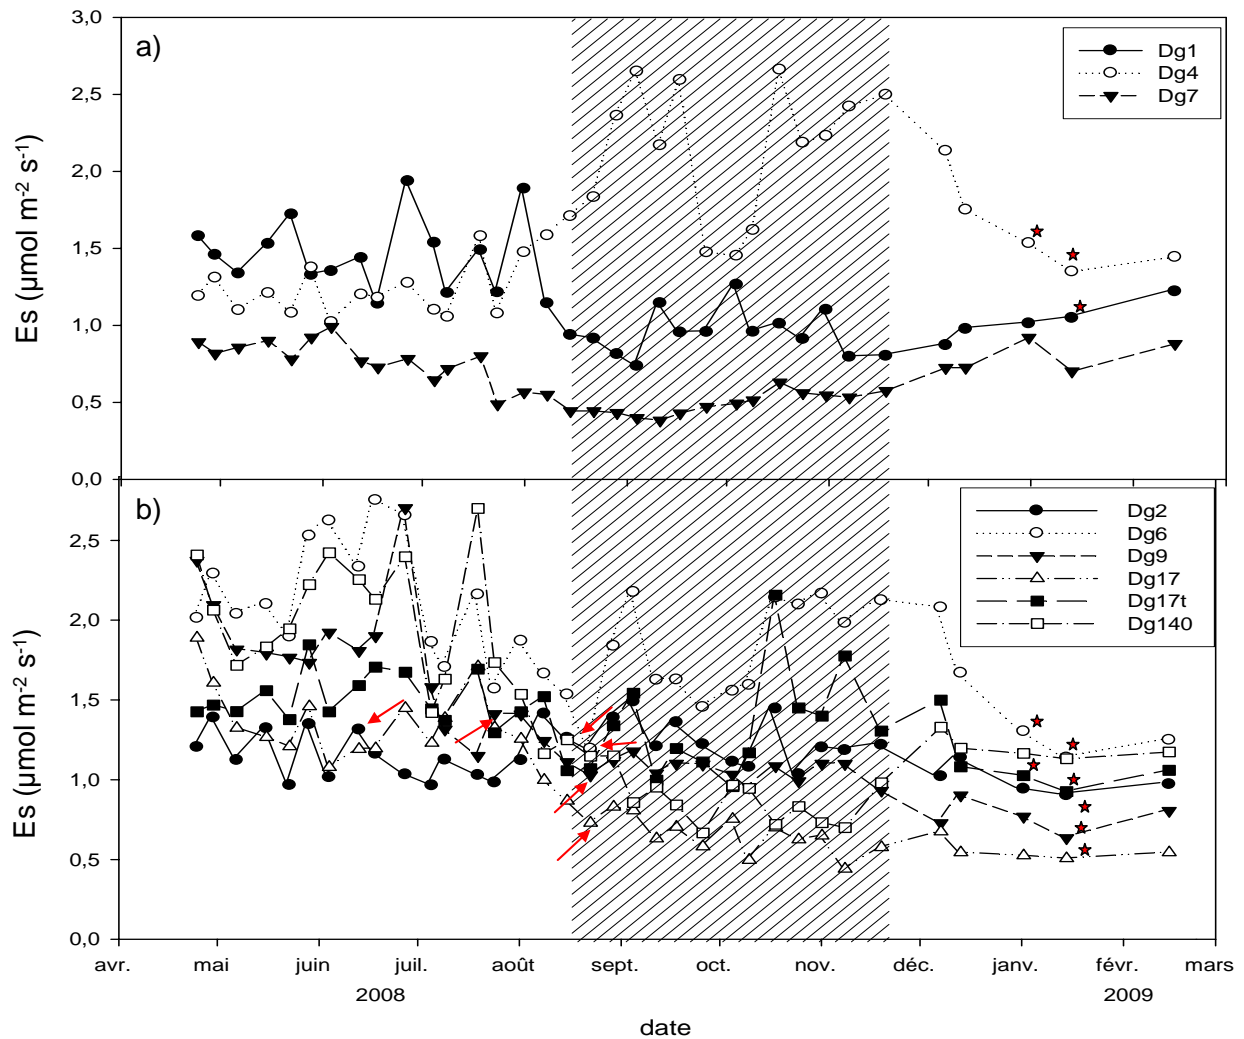 a)
3,0
2,5
2,0
1,5
1,0
0,5
0,0
Es (µmol m-2 s-1)
Dg1
Dg4
Dg7
b)
2,5
2,0
1,5
1,0
0,5
0,0
Es (µmol m-2 s-1)
Dg2
Dg6
Dg9
Dg17
Dg17t
Dg140
avr. mai juin juil. août sept. oct. nov. déc. janv. févr. mars
2008 2009
date